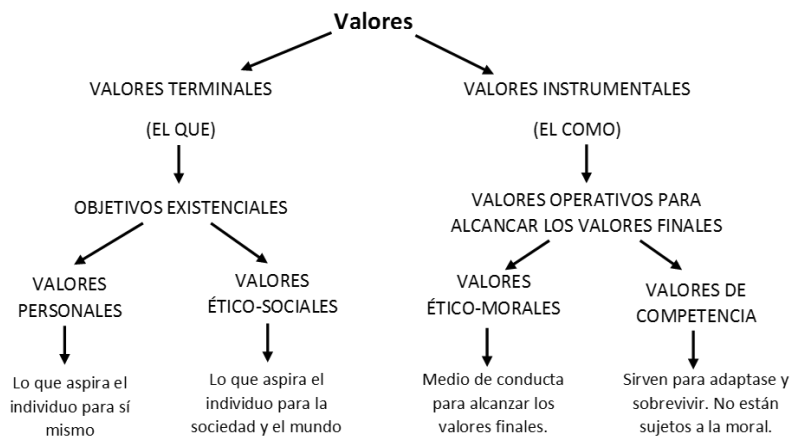 Valores
VALORES TERMINALES
(EL QUE)
OBJETIVOS EXISTENCIALES
VALORES
PERSONALES
Lo que aspira el
individuo para sí
mismo
VALORES
ÉTICO-SOCIALES
Lo que aspira el
individuo para la
sociedad y el mundo
VALORES INSTRUMENTALES
(EL COMO)
VALORES OPERATIVOS PARA
ALCANCAR LOS VALORES FINALES
VALORES
ÉTICO-MORALES
Medio de conducta
para alcanzar los
valores finales.
VALORES DE
COMPETENCIA
Sirven para adaptase y
sobrevivir. No están
sujetos a la moral.